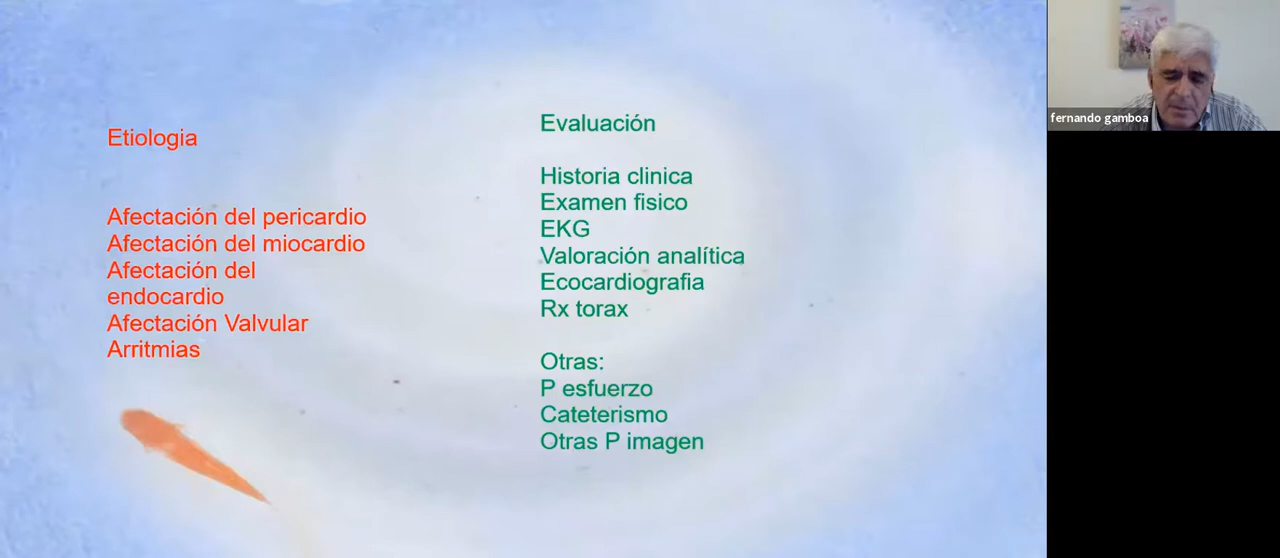 Etiologia
Afectación del pericardio
Afectación del miocardio
Afectación del
endocardio
Afectación Valvular
Arritmias
Evaluación
Historia clinica
Examen fisico
EKG
Valoración analítica
Ecocardiografia
Rx torax
Otras:
P esfuerzo
Cateterismo
Otras P imagen
fernando gamboa